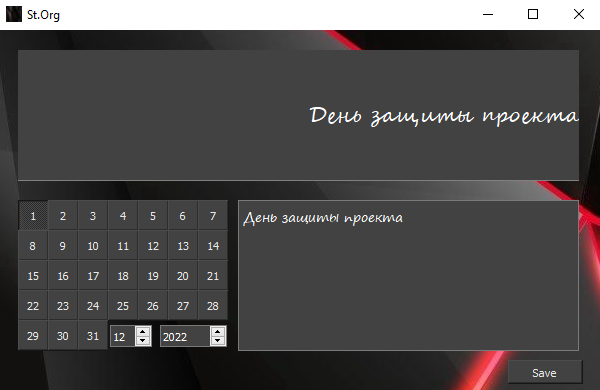 St.Org
День защиты проекта
1 2 3 4 5 6 7
День защиты проекта
8 9 10 11 12 13 14
15 16 17 18 19 20 21
22 23 24 25 26 27 28
29 30 31 12 2022
Save